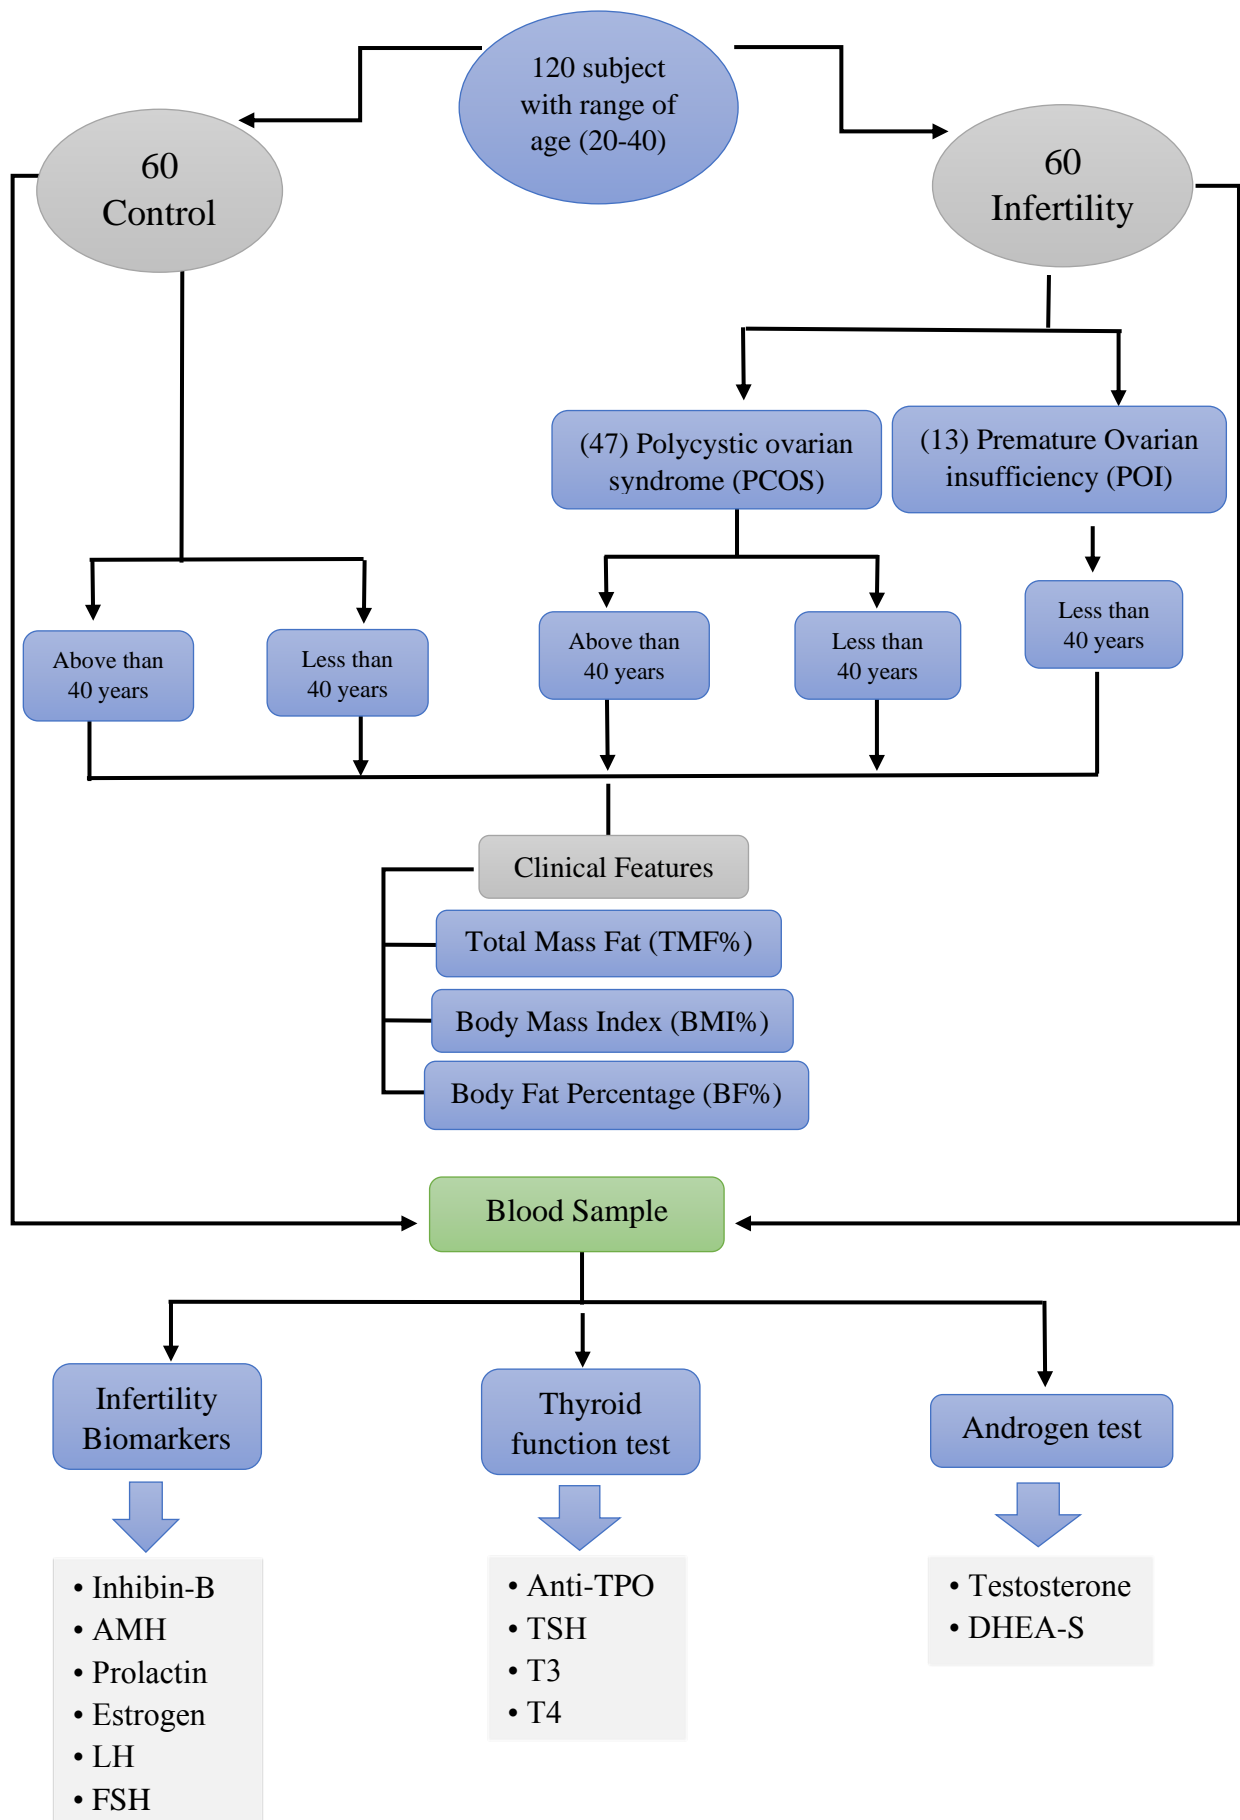 120 subject
with range of
age (20-40)
60
Control
60
Infertility
(47) Polycystic ovarian
syndrome (PCOS)
(13) Premature Ovarian
insufficiency (POI)
Above than
40 years
Less than
40 years
Above than
40 years
Less than
40 years
Less than
40 years
Clinical Features
Total Mass Fat (TMF%)
Body Mass Index (BMI%)
Body Fat Percentage (BF%)
Blood Sample
Infertility
Biomarkers
Thyroid
function test
Androgen test
• Inhibin-B
• AMH
• Prolactin
• Estrogen
• LH
• FSH
• Anti-TPO
• TSH
• T3
• T4
• Testosterone
• DHEA-S